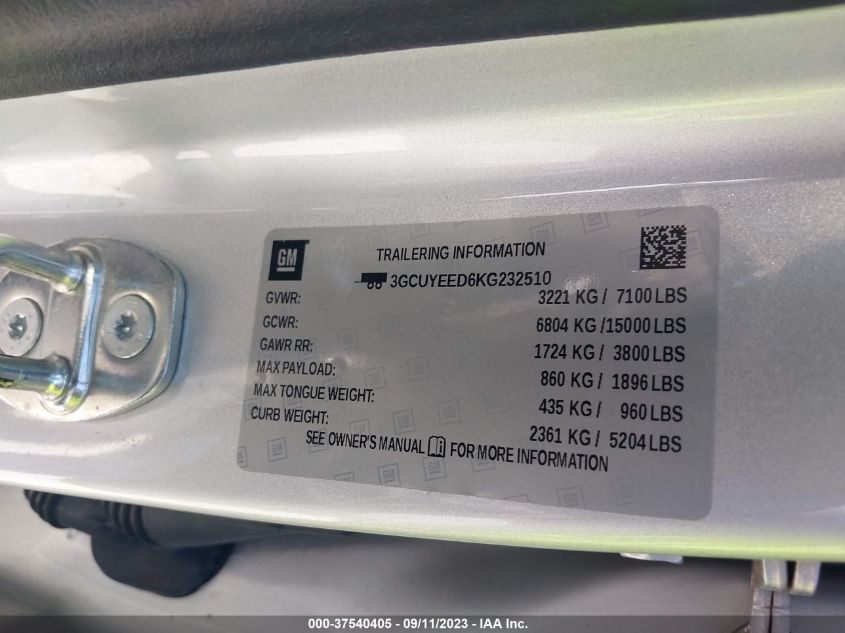 GM
TRAILERING INFORMATION
3GCUYEED6KG232510
GVWR: 3221 KG / 7100 LBS
GCWR: 6804 KG / 15000 LBS
GAWR RR: 1724 KG / 3800 LBS
MAX PAYLOAD: 860 KG / 1896 LBS
MAX TONGUE WEIGHT: 435 KG / 960 LBS
CURB WEIGHT: 2361 KG / 5204 LBS
SEE OWNER'S MANUAL FOR MORE INFORMATION
000-37540405 - 09/11/2023 - IAA Inc.